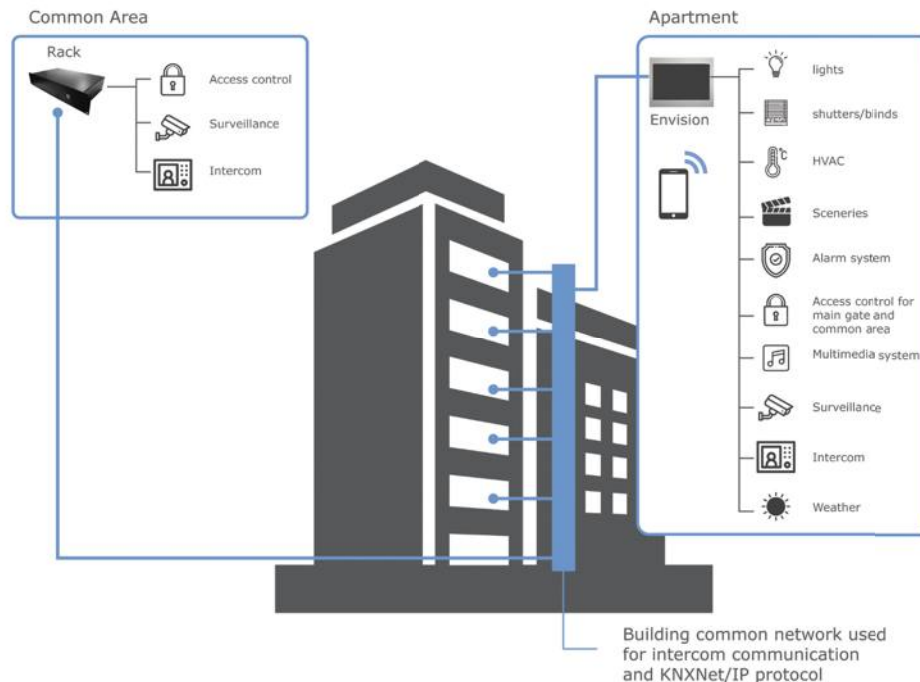 Common Area
Rack
Access control
Surveillance
Intercom
Apartment
Envision
°C
lights
shutters/blinds
HVAC
Sceneries
Alarm system
Access control for
main gate and
common area
Multimedia system
Surveillance
Intercom
Weather
Building common network used
for intercom communication
and KNXNet/IP protocol